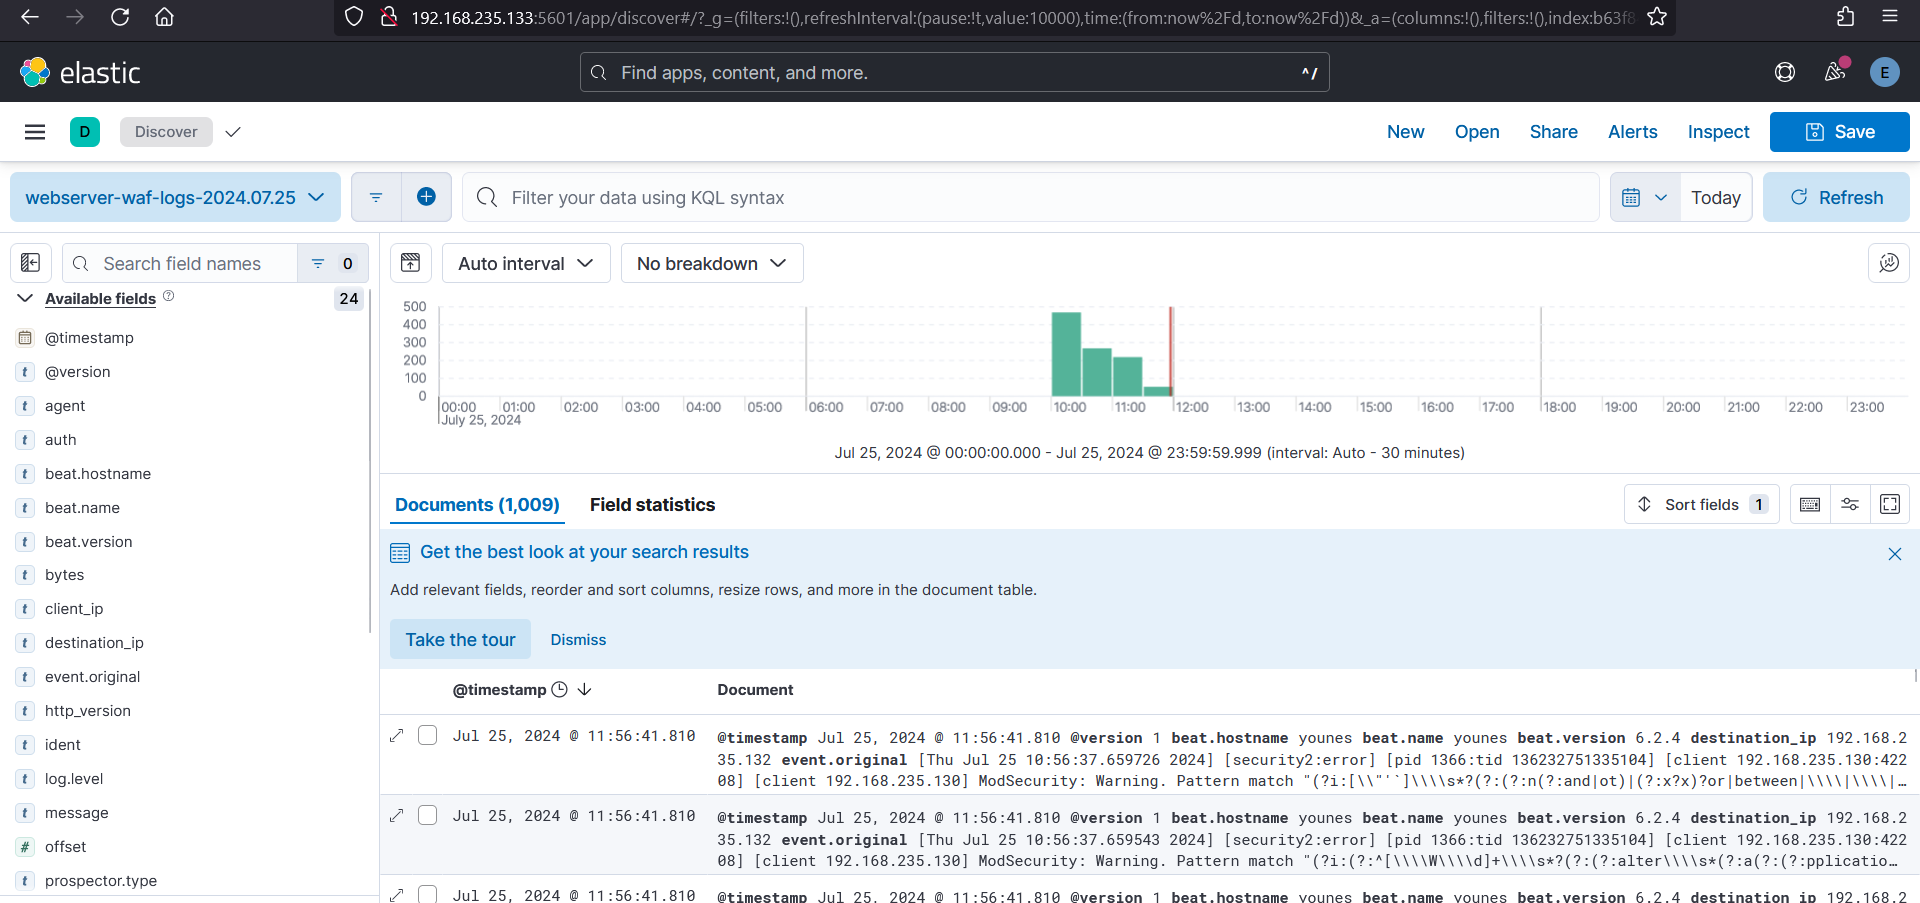 192.168.235.133:5601/app/discover#/?_g=(filters:!(),refreshInterval:(pause:!t,value:10000),time:(from:now%2Fd,to:now%2Fd))&_a=(columns:!(),filters:!(),index:b63f8
elastic
Find apps, content, and more.
^/
E
D
Discover
New
Open
Share
Alerts
Inspect
Save
webserver-waf-logs-2024.07.25
Filter your data using KQL syntax
Today
Refresh
Search field names
0
Auto interval
No breakdown
Available fields
24
@timestamp
t @version
t agent
t auth
t beat.hostname
t beat.name
t beat.version
t bytes
t client_ip
t destination_ip
t event.original
t http_version
t ident
t log.level
t message
# offset
t prospector.type
500
400
300
200
100
0
00:00 01:00 02:00 03:00 04:00 05:00 06:00 07:00 08:00 09:00 10:00 11:00 12:00 13:00 14:00 15:00 16:00 17:00 18:00 19:00 20:00 21:00 22:00 23:00
July 25, 2024
Jul 25, 2024 @ 00:00:00.000 - Jul 25, 2024 @ 23:59:59.999 (interval: Auto - 30 minutes)
Documents (1,009)
Field statistics
Sort fields 1
Get the best look at your search results
Add relevant fields, reorder and sort columns, resize rows, and more in the document table.
Take the tour
Dismiss
@timestamp
Document
Jul 25, 2024 @ 11:56:41.810
@timestamp Jul 25, 2024 @ 11:56:41.810 @version 1 beat.hostname younes beat.name younes beat.version 6.2.4 destination_ip 192.168.2
35.132 event.original [Thu Jul 25 10:56:37.659726 2024] [security2:error] [pid 1366:tid 136232751335104] [client 192.168.235.130:422
08] [client 192.168.235.130] ModSecurity: Warning. Pattern match "(?i:[\\"'`]\\\\s*?(?:(?:n(?:and|ot)|(?:x?x)?or|between|\\\\|\\\\|…
Jul 25, 2024 @ 11:56:41.810
@timestamp Jul 25, 2024 @ 11:56:41.810 @version 1 beat.hostname younes beat.name younes beat.version 6.2.4 destination_ip 192.168.2
35.132 event.original [Thu Jul 25 10:56:37.659543 2024] [security2:error] [pid 1366:tid 136232751335104] [client 192.168.235.130:422
08] [client 192.168.235.130] ModSecurity: Warning. Pattern match "(?i:(?:^[\\\\W\\\\d]+\\\\s*?(?:(?:alter\\\\s*(?:a(?:(?:pplicatio…
Jul 25, 2024 @ 11:56:41.810
@timestamp Jul 25, 2024 @ 11:56:41.810 @version 1 beat.hostname younes beat.name younes beat.version 6.2.4 destination_ip 192.168.2